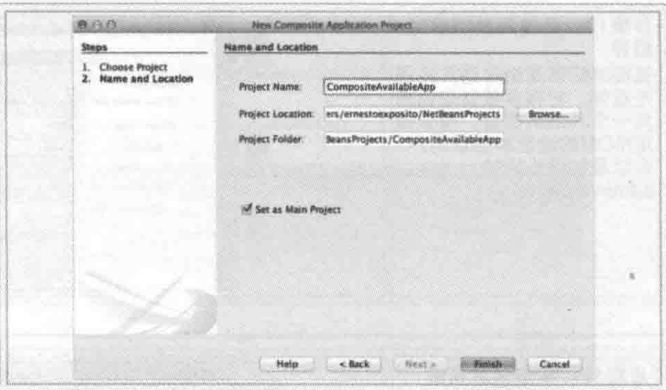 New Composite Application Project
Steps
1. Choose Project
2. Name and Location
Name and Location
Project Name: CompositeAvailableApp
Project Location: ers/ernestoexposito/NetBeansProjects Browse...
Project Folder: BeansProjects/CompositeAvailableApp
Set as Main Project
Help < Back Next > Finish Cancel